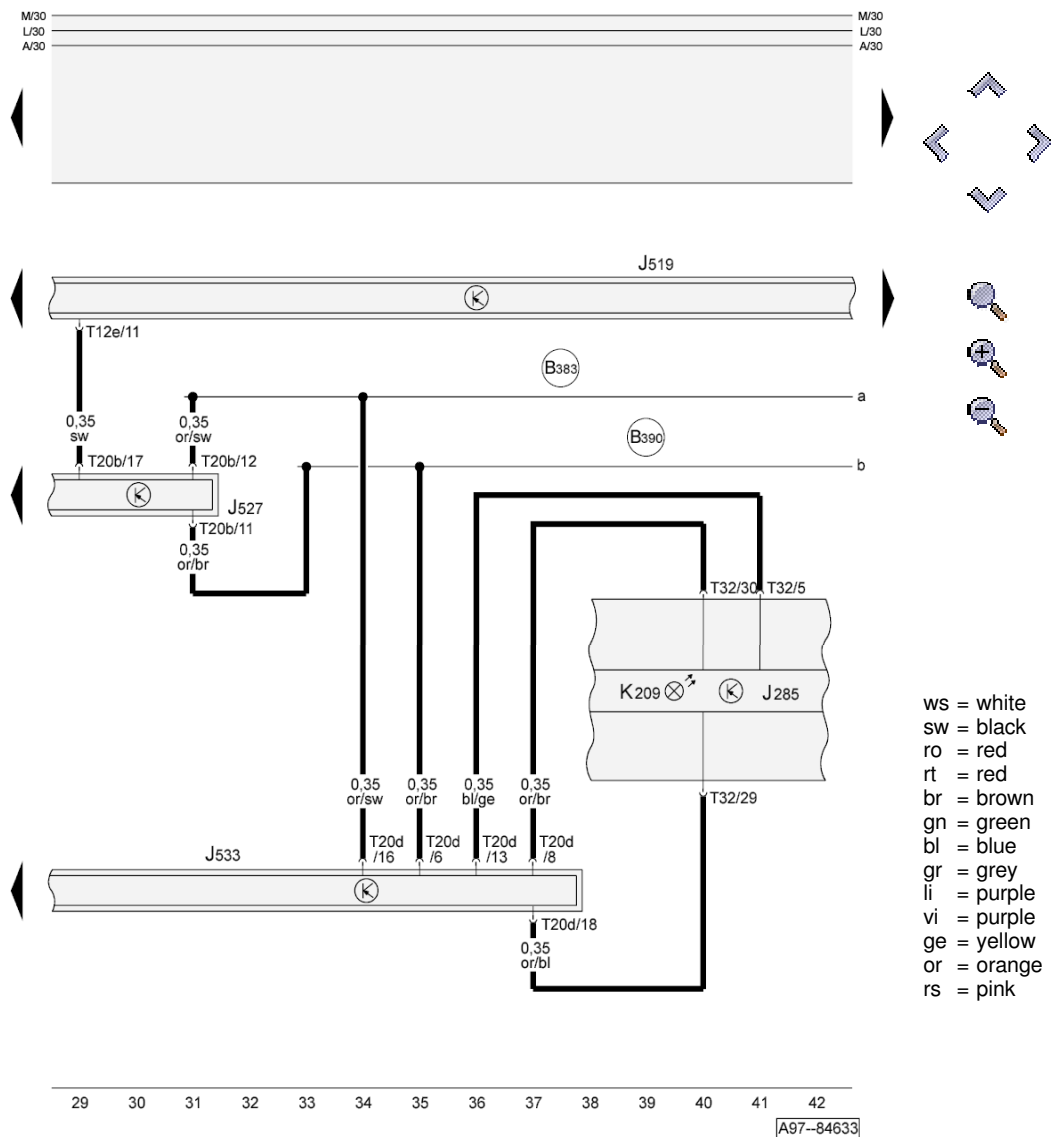 M/30 M/30
L/30 L/30
A/30 A/30
J519
T12e/11
B383
a
0,35
sw
0,35
or/sw
B390
T20b/17
T20b/12
b
J527
T20b/11
0,35
or/br
T32/30
T32/5
K209
J285
ws = white
sw = black
ro = red
rt = red
br = brown
gn = green
bl = blue
gr = grey
li = purple
vi = purple
ge = yellow
or = orange
rs = pink
0,35
or/sw
0,35
or/br
0,35
bl/ge
0,35
or/br
T32/29
J533
T20d
/16
T20d
/6
T20d
/13
T20d
/8
T20d/18
0,35
or/bl
29 30 31 32 33 34 35 36 37 38 39 40 41 42
A97--84633